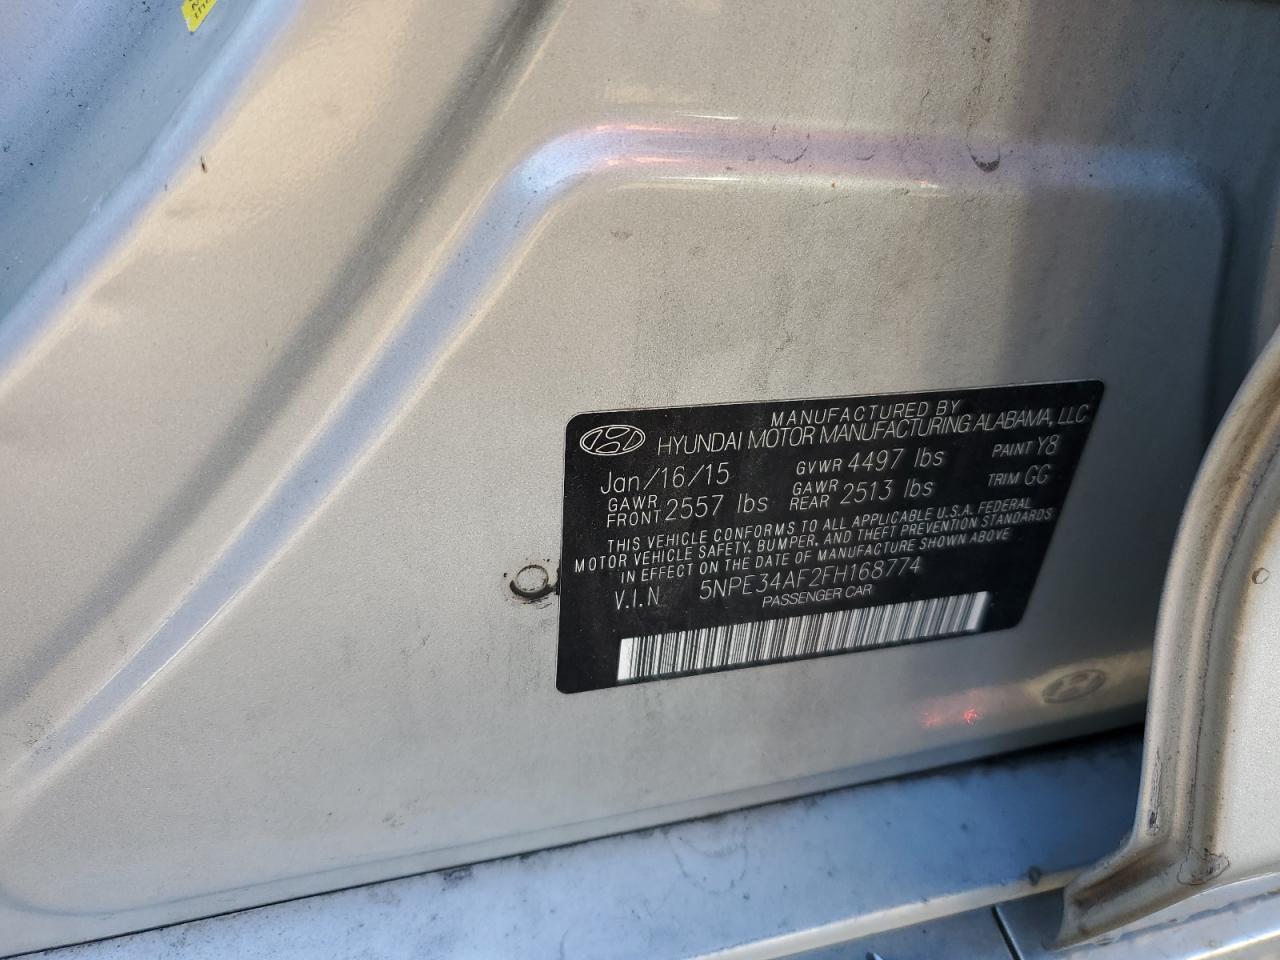 MANUFACTURED BY
HYUNDAI MOTOR MANUFACTURING ALABAMA, LLC
Jan/16/15 GVWR 4497 lbs PAINT Y8
GAWR FRONT 2557 lbs GAWR REAR 2513 lbs TRIM GG
THIS VEHICLE CONFORMS TO ALL APPLICABLE U.S.A. FEDERAL
MOTOR VEHICLE SAFETY, BUMPER, AND THEFT PREVENTION STANDARDS
IN EFFECT ON THE DATE OF MANUFACTURE SHOWN ABOVE
V.I.N 5NPE34AF2FH168774
PASSENGER CAR